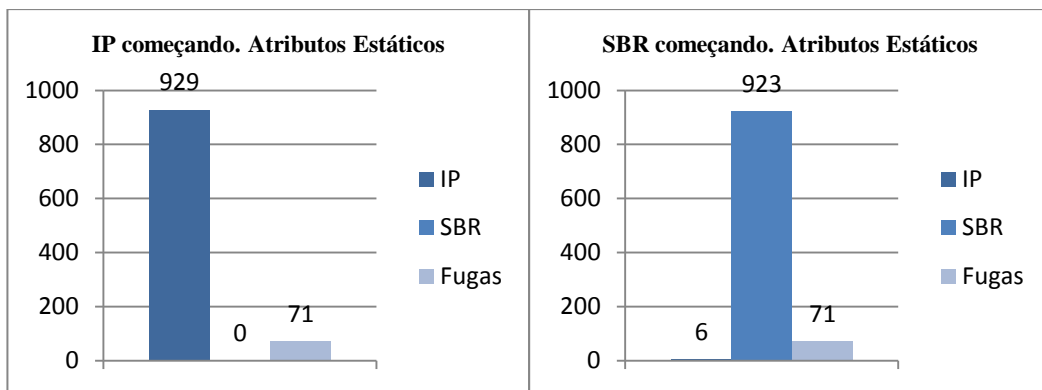 IP começando. Atributos Estáticos
929
1000
800
600
400
200
0
0
71
IP
SBR
Fugas
SBR começando. Atributos Estáticos
923
1000
800
600
400
200
0
6
71
IP
SBR
Fugas